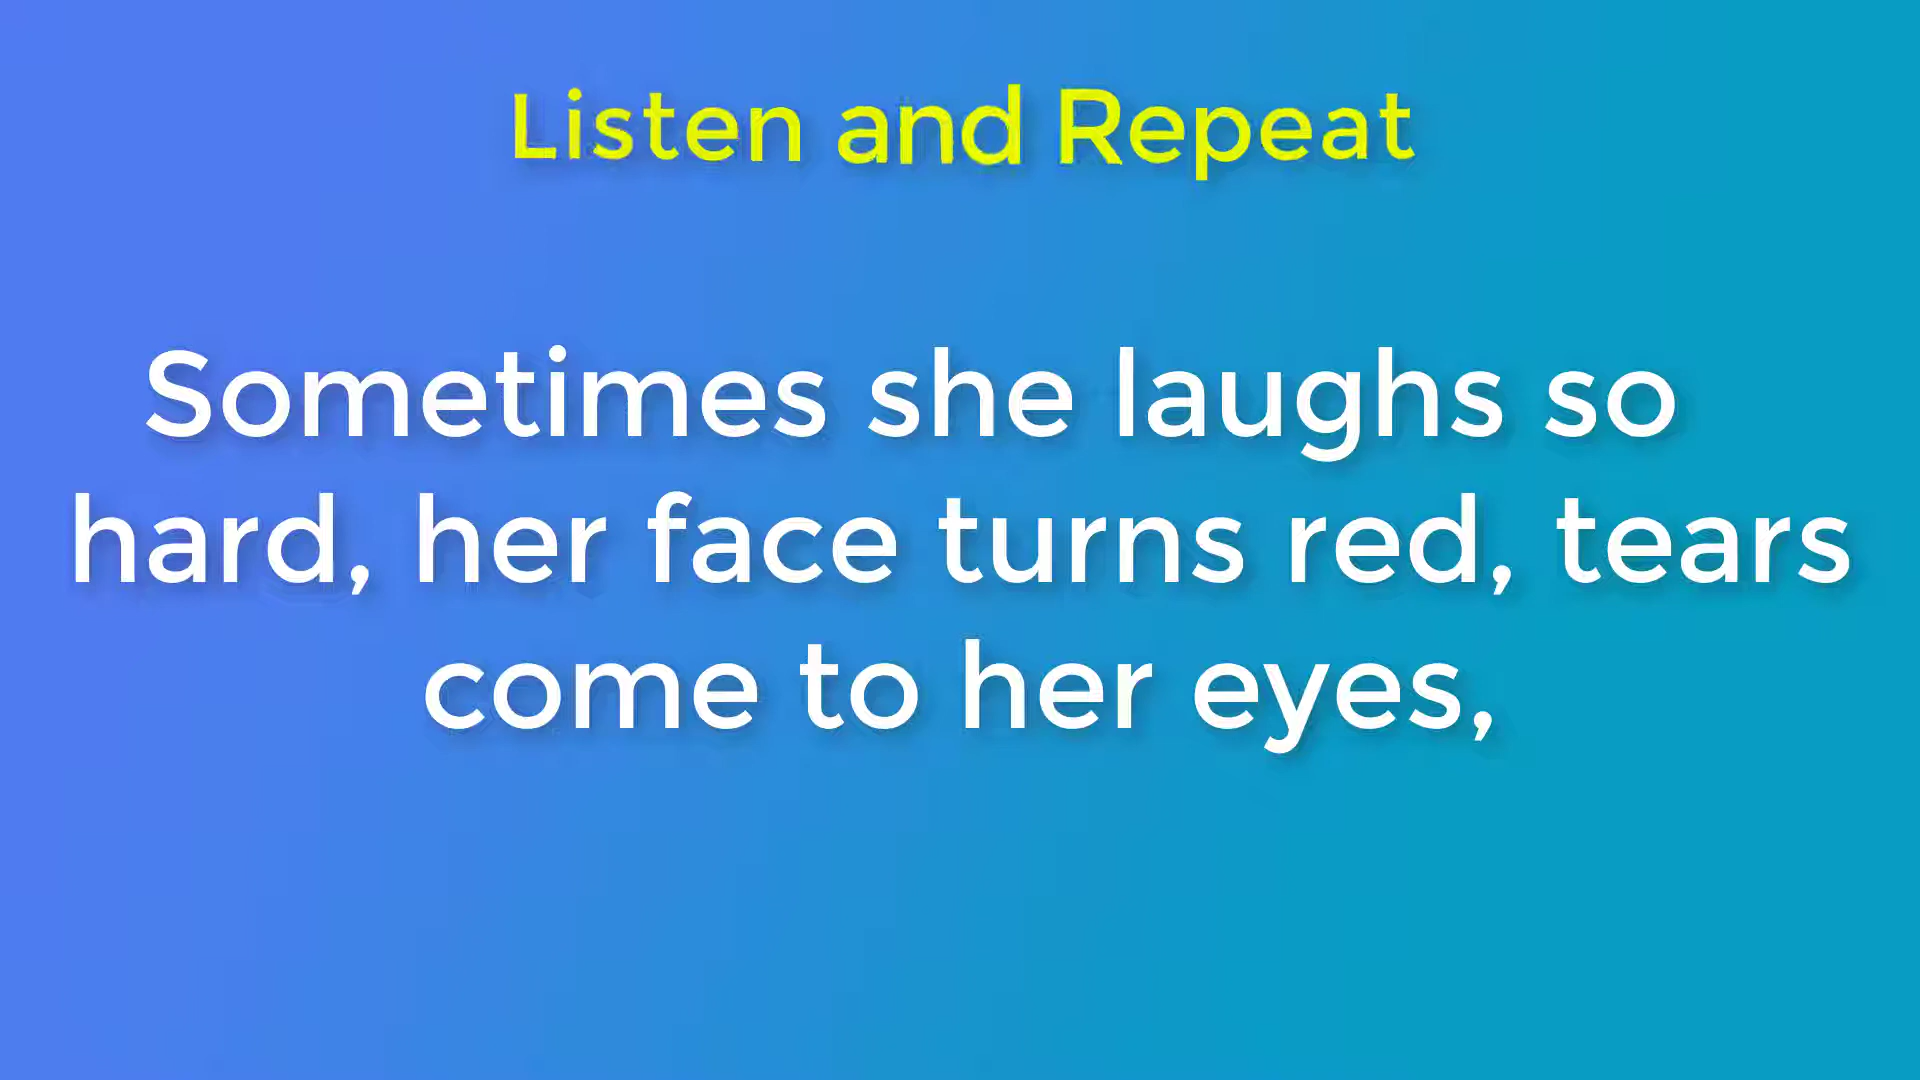 Listen and Repeat
Sometimes she laughs so
hard, her face turns red, tears
come to her eyes,